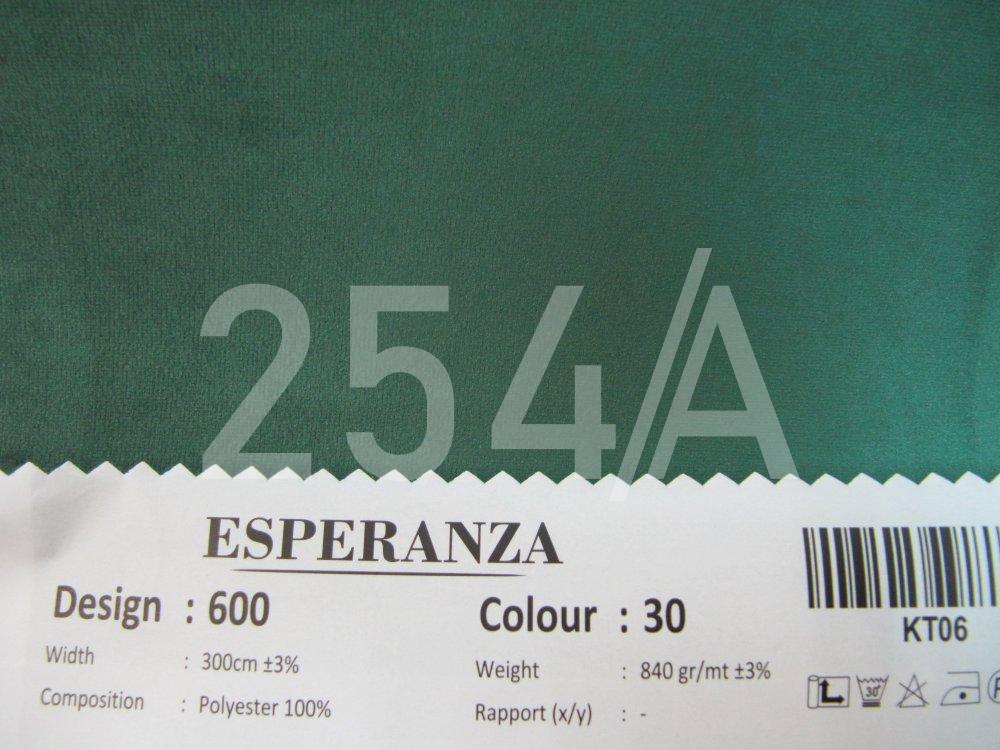 254/A
ESPERANZA
Design : 600
Colour : 30
KT06
Width : 300cm ±3%
Weight : 840 gr/mt ±3%
30°
Composition : Polyester 100%
Rapport (x/y) : -